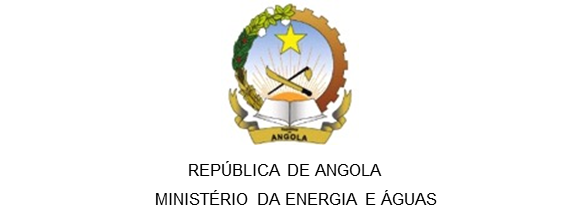 ANGOLA
REPÚBLICA DE ANGOLA
MINISTÉRIO DA ENERGIA E ÁGUAS